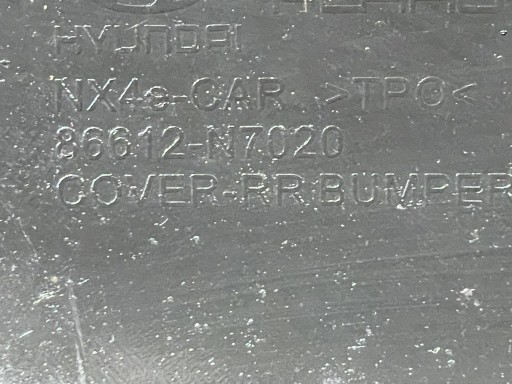 HYUNDAI
NX4e-CAR >TPO<
86612-N7020
COVER-RR BUMPER